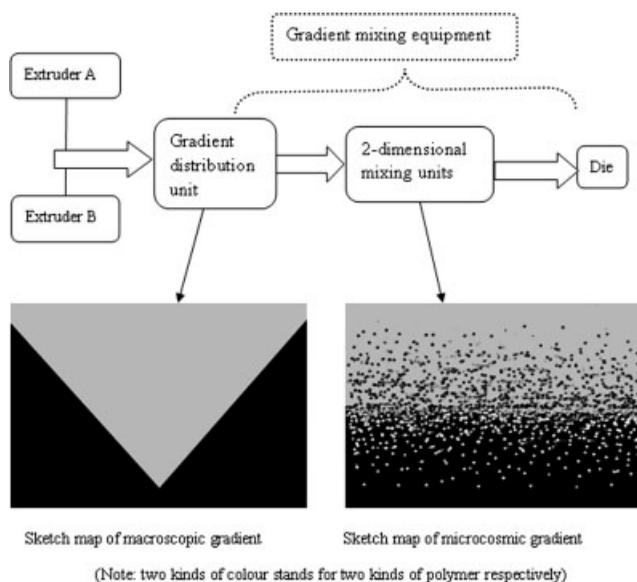 Gradient mixing equipment
Extruder A
Gradient
distribution
unit
2-dimensional
mixing units
Die
Extruder B
Sketch map of macroscopic gradient
Sketch map of microcosmic gradient
(Note: two kinds of colour stands for two kinds of polymer respectively)